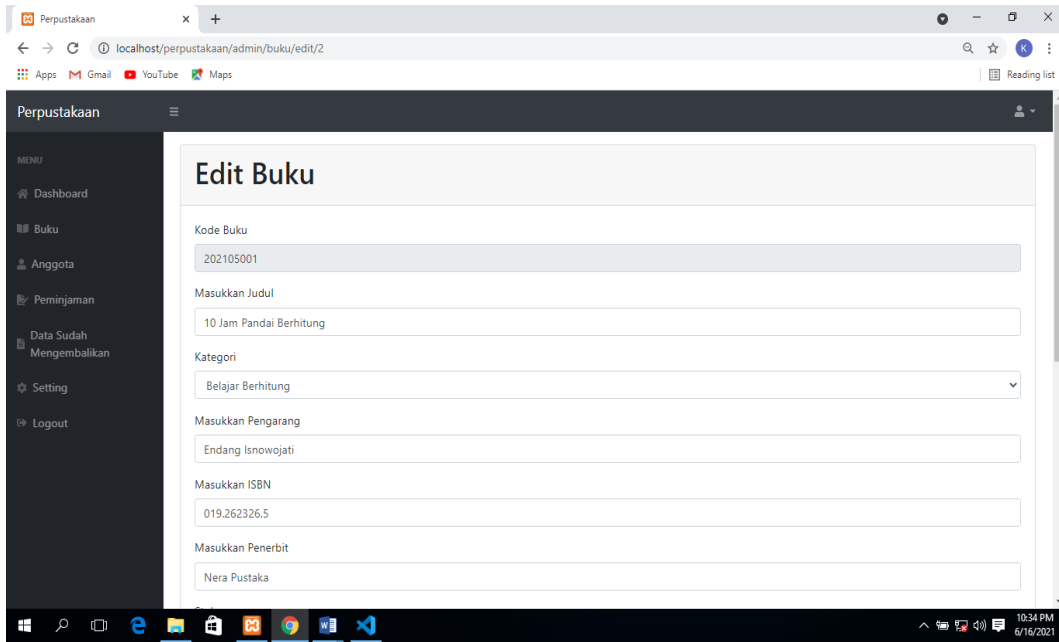 Perpustakaan
localhost/perpustakaan/admin/buku/edit/2
K
Apps Gmail YouTube Maps Reading list
Perpustakaan
MENU
Dashboard
Buku
Anggota
Peminjaman
Data Sudah
Mengembalikan
Setting
Logout
Edit Buku
Kode Buku
202105001
Masukkan Judul
10 Jam Pandai Berhitung
Kategori
Belajar Berhitung
Masukkan Pengarang
Endang Isnowojati
Masukkan ISBN
019.262326.5
Masukkan Penerbit
Nera Pustaka
10:34 PM
6/16/2021